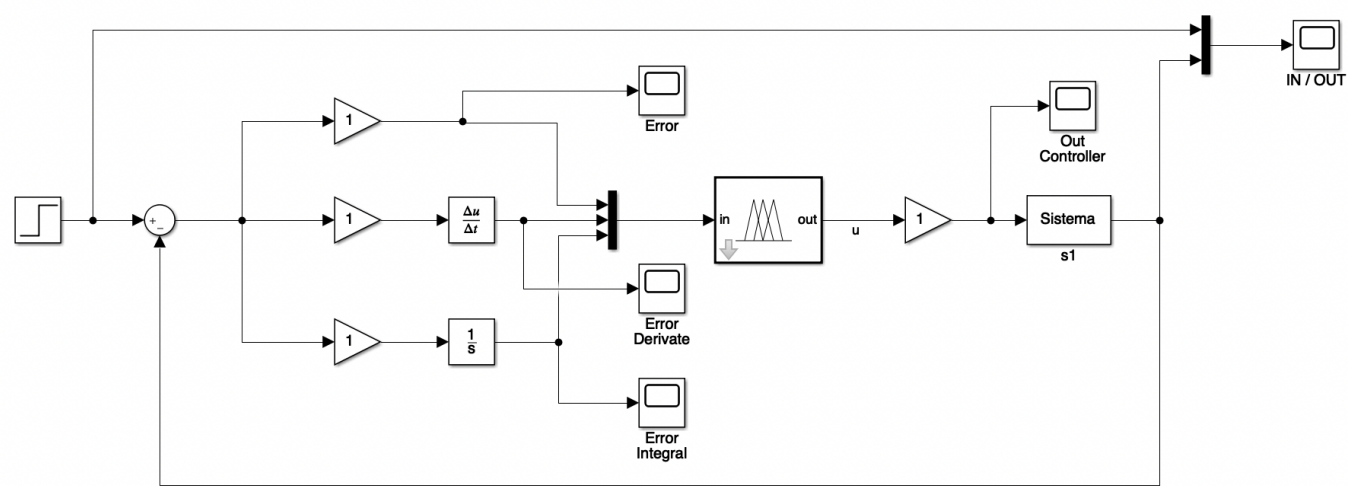 IN / OUT
Error
Out
Controller
1
+
−
1
Δu
Δt
in
out
u
1
Sistema
s1
Error
Derivate
1
1
s
Error
Integral